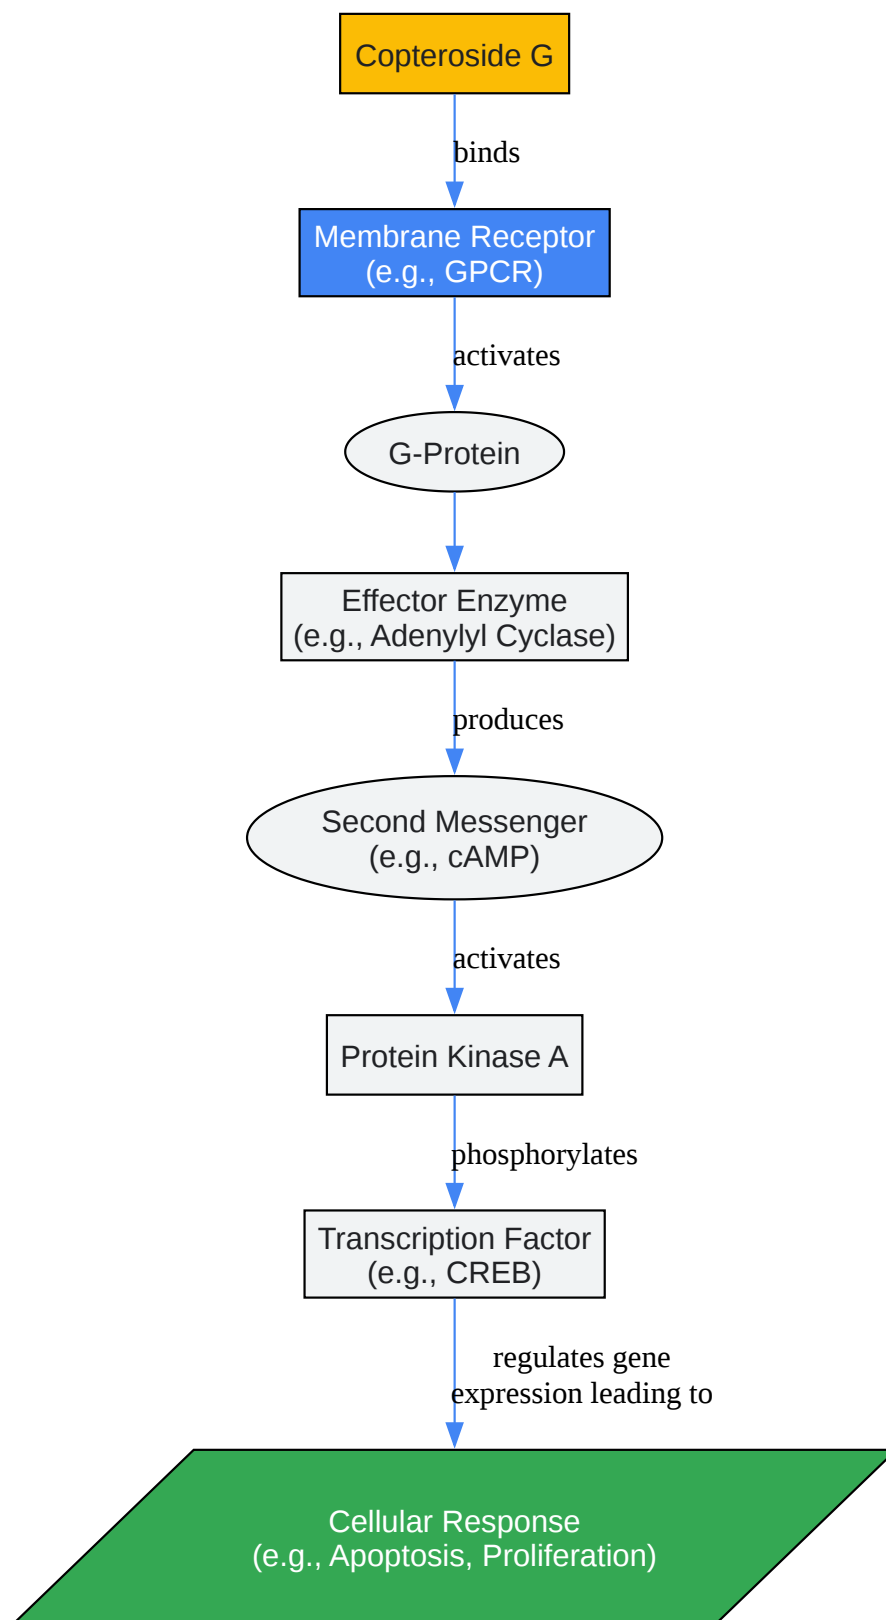 Copteroside G
binds
Membrane Receptor
(e.g., GPCR)
activates
G-Protein
Effector Enzyme
(e.g., Adenylyl Cyclase)
produces
Second Messenger
(e.g., cAMP)
activates
Protein Kinase A
phosphorylates
Transcription Factor
(e.g., CREB)
regulates gene
expression leading to
Cellular Response
(e.g., Apoptosis, Proliferation)